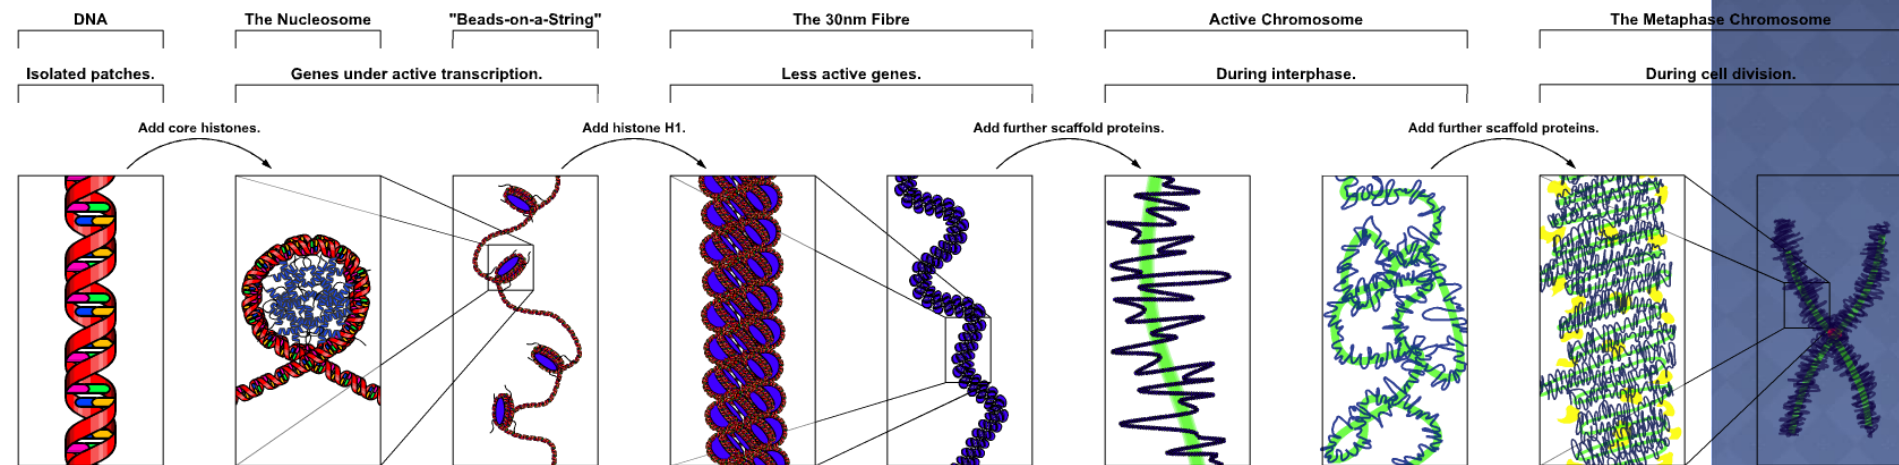 DNA
The Nucleosome
"Beads-on-a-String"
The 30nm Fibre
Active Chromosome
The Metaphase Chromosome
Isolated patches.
Genes under active transcription.
Less active genes.
During interphase.
During cell division.
Add core histones.
Add histone H1.
Add further scaffold proteins.
Add further scaffold proteins.